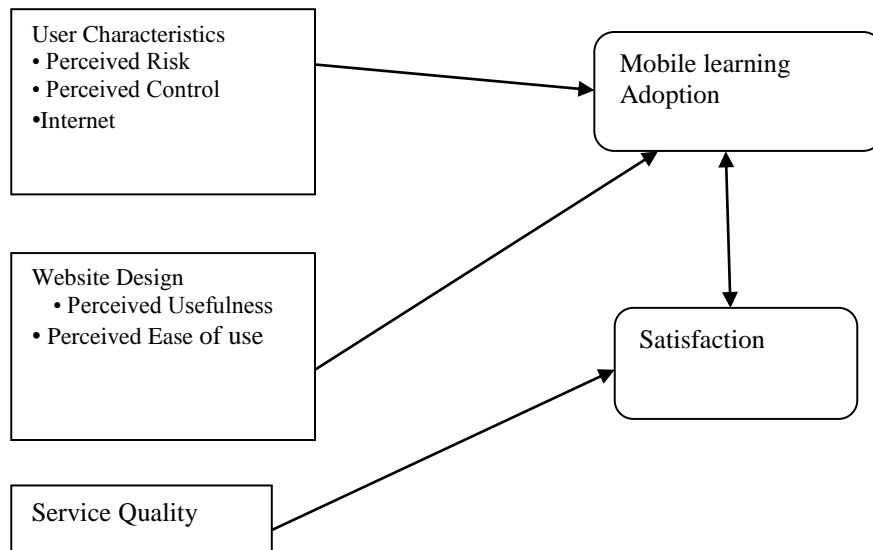 User Characteristics
• Perceived Risk
• Perceived Control
•Internet
Mobile learning
Adoption
Website Design
• Perceived Usefulness
• Perceived Ease of use
Satisfaction
Service Quality